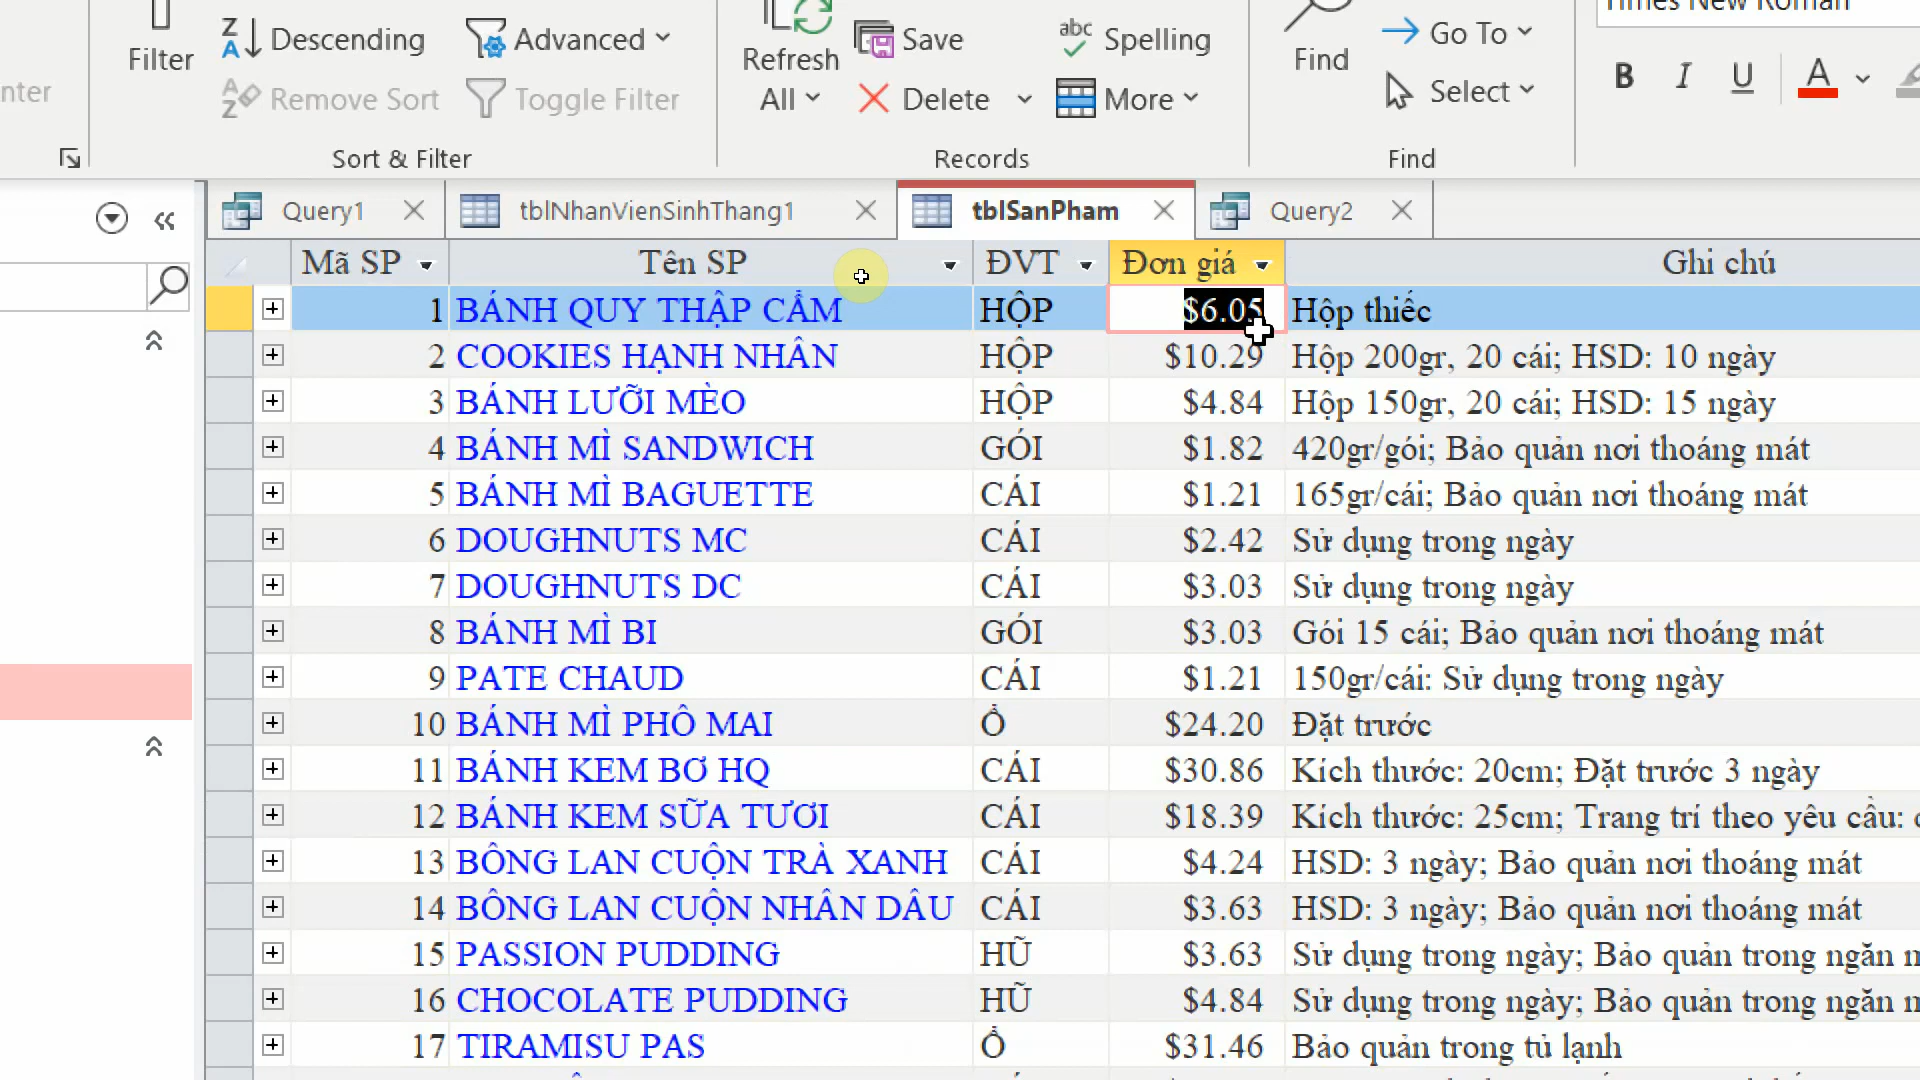 Times New Roman
Filter
Descending
Advanced
Refresh
All
Save
Spelling
Find
Go To
Remove Sort
Toggle Filter
Delete
More
Select
B I U A
Sort & Filter
Records
Find
Query1
tblNhanVienSinhThang1
tblSanPham
Query2
Mã SP Tên SP ĐVT Đơn giá Ghi chú
1 BÁNH QUY THẬP CẨM HỘP $6.05 Hộp thiếc
2 COOKIES HẠNH NHÂN HỘP $10.29 Hộp 200gr, 20 cái; HSD: 10 ngày
3 BÁNH LƯỠI MÈO HỘP $4.84 Hộp 150gr, 20 cái; HSD: 15 ngày
4 BÁNH MÌ SANDWICH GÓI $1.82 420gr/gói; Bảo quản nơi thoáng mát
5 BÁNH MÌ BAGUETTE CÁI $1.21 165gr/cái; Bảo quản nơi thoáng mát
6 DOUGHNUTS MC CÁI $2.42 Sử dụng trong ngày
7 DOUGHNUTS DC CÁI $3.03 Sử dụng trong ngày
8 BÁNH MÌ BI GÓI $3.03 Gói 15 cái; Bảo quản nơi thoáng mát
9 PATE CHAUD CÁI $1.21 150gr/cái: Sử dụng trong ngày
10 BÁNH MÌ PHÔ MAI Ổ $24.20 Đặt trước
11 BÁNH KEM BƠ HQ CÁI $30.86 Kích thước: 20cm; Đặt trước 3 ngày
12 BÁNH KEM SỮA TƯƠI CÁI $18.39 Kích thước: 25cm; Trang trí theo yêu cầu:
13 BÔNG LAN CUỘN TRÀ XANH CÁI $4.24 HSD: 3 ngày; Bảo quản nơi thoáng mát
14 BÔNG LAN CUỘN NHÂN DÂU CÁI $3.63 HSD: 3 ngày; Bảo quản nơi thoáng mát
15 PASSION PUDDING HŨ $3.63 Sử dụng trong ngày; Bảo quản trong ngăn
16 CHOCOLATE PUDDING HŨ $4.84 Sử dụng trong ngày; Bảo quản trong ngăn
17 TIRAMISU PAS Ổ $31.46 Bảo quản trong tủ lạnh